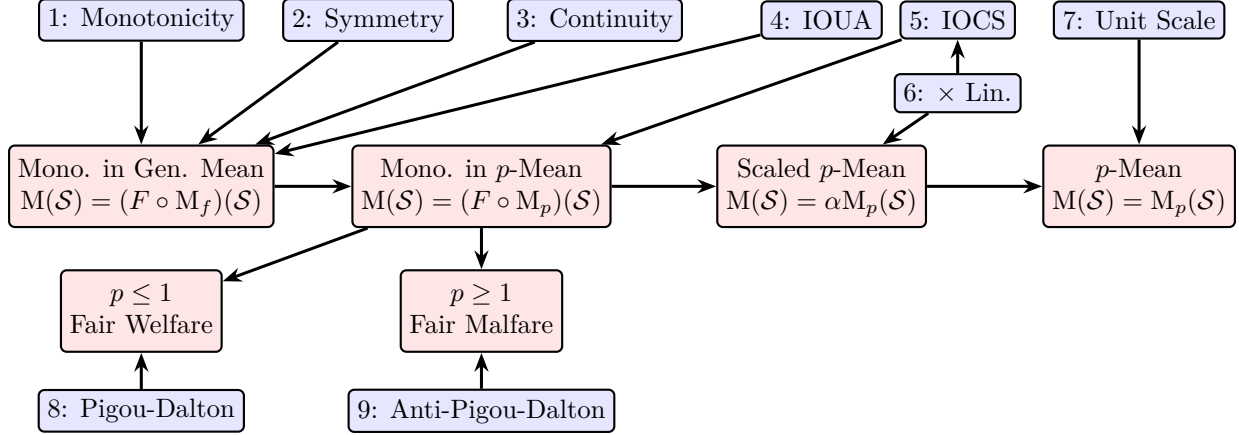 1: Monotonicity
2: Symmetry
3: Continuity
4: IOUA
5: IOCS
7: Unit Scale
6: × Lin.
Mono. in Gen. Mean
M(𝒮) = (F ∘ M_f)(𝒮)
Mono. in p-Mean
M(𝒮) = (F ∘ M_p)(𝒮)
Scaled p-Mean
M(𝒮) = αM_p(𝒮)
p-Mean
M(𝒮) = M_p(𝒮)
p ≤ 1
Fair Welfare
p ≥ 1
Fair Malfare
8: Pigou-Dalton
9: Anti-Pigou-Dalton